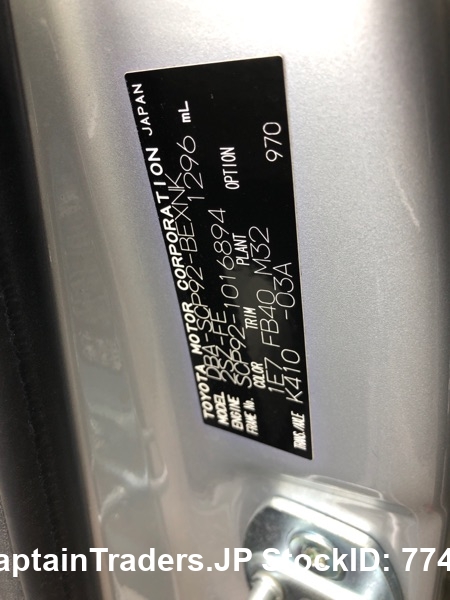 TOYOTA MOTOR CORPORATION JAPAN
MODEL DBA-SCP92-BEXNK
ENGINE 2SZ-FE 1296 mL
FRAME No. SCP92-1016894
COLOR TRIM PLANT OPTION
1E7 FB40 M32 970
TRANS./AXLE K410 -03A
aptainTraders.JP StockID: 774